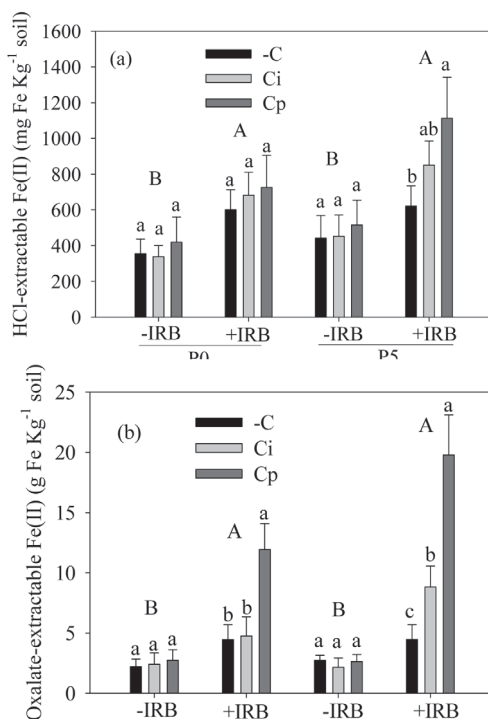 1600
1400
1200
1000
800
600
400
200
0
HCl-extractable Fe(II) (mg Fe Kg⁻¹ soil)
(a)
-C
Ci
Cp
B
a a a
A
a a a
B
a a a
A
b ab a
-IRB +IRB -IRB +IRB
P0 P5
25
20
15
10
5
0
Oxalate-extractable Fe(II) (g Fe Kg⁻¹ soil)
(b)
-C
Ci
Cp
B
a a a
A
b b a
B
a a a
A
c b a
-IRB +IRB -IRB +IRB